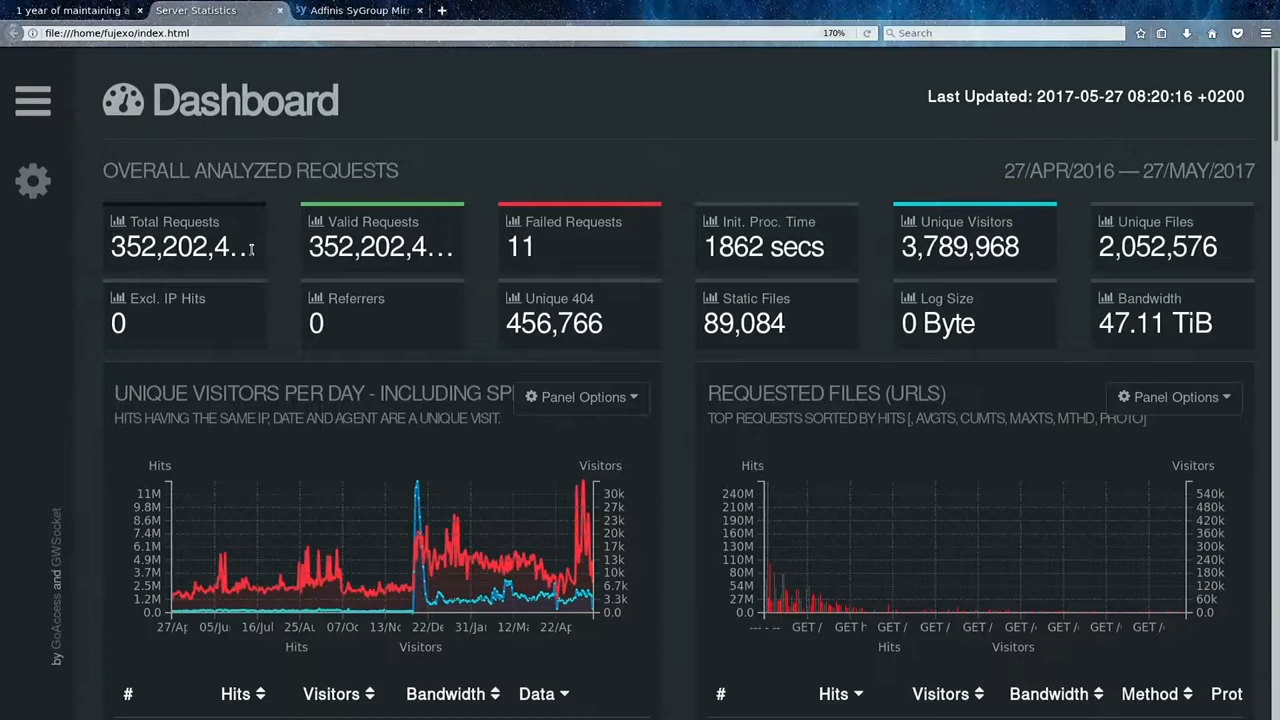 1 year of maintaining a
Server Statistics
Adfinis SyGroup Mirr
file:///home/fujexo/index.html
170%
Search
Dashboard
Last Updated: 2017-05-27 08:20:16 +0200
OVERALL ANALYZED REQUESTS
27/APR/2016 — 27/MAY/2017
Total Requests
352,202,4...
Valid Requests
352,202,4...
Failed Requests
11
Init. Proc. Time
1862 secs
Unique Visitors
3,789,968
Unique Files
2,052,576
Excl. IP Hits
0
Referrers
0
Unique 404
456,766
Static Files
89,084
Log Size
0 Byte
Bandwidth
47.11 TiB
UNIQUE VISITORS PER DAY - INCLUDING SP
Panel Options
HITS HAVING THE SAME IP, DATE AND AGENT ARE A UNIQUE VISIT.
Hits
Visitors
11M
9.8M
8.6M
7.4M
6.1M
4.9M
3.7M
2.5M
1.2M
0.0
30k
27k
23k
20k
17k
13k
10k
6.7k
3.3k
0.0
27/Ap
05/Ju
16/Jul
25/Au
07/Oc
13/Nov
22/De
31/Jan
12/Ma
22/Ap
Hits
Visitors
# Hits Visitors Bandwidth Data
REQUESTED FILES (URLS)
Panel Options
TOP REQUESTS SORTED BY HITS [, AVGTS, CUMTS, MAXTS, MTHD, PROTO]
Hits
Visitors
240M
210M
190M
160M
130M
110M
80M
54M
27M
0.0
540k
480k
420k
360k
300k
240k
180k
120k
60k
0.0
GET /
GET h
GET /
GET /
GET /
GET /
GET /
GET /
GET /
Hits
Visitors
# Hits Visitors Bandwidth Method Prot
by GoAccess and GWSocket